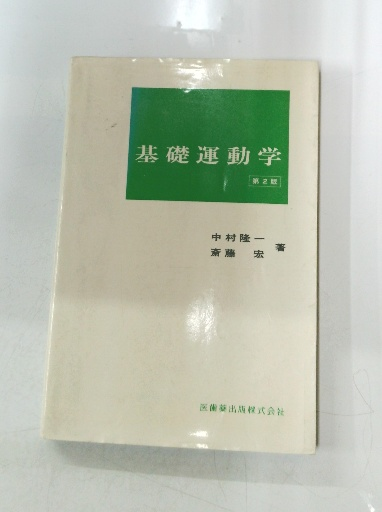 基礎運動学
第2版
中村隆一
斎藤 宏
著
医歯薬出版株式会社